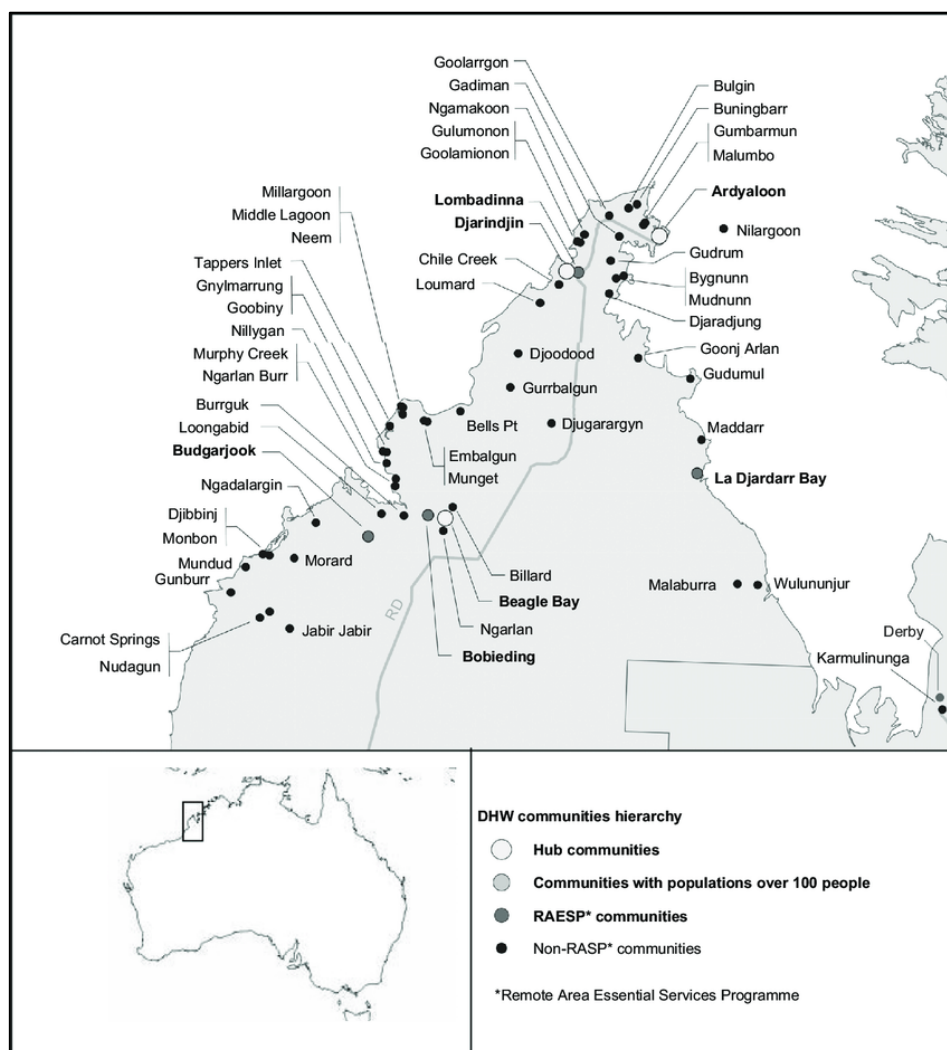 Goolarrgon
Gadiman
Ngamakoon
Gulumonon
Goolamionon
Lombadinna
Djarindjin
Chile Creek
Loumard
Bulgin
Buningbarr
Gumbarmun
Malumbo
Ardyaloon
Nilargoon
Gudrum
Bygnunn
Mudnunn
Djaradjung
Goonj Arlan
Gudumul
Maddarr
La Djardarr Bay
Malaburra
Wulununjur
Derby
Karmulinunga
Millargoon
Middle Lagoon
Neem
Tappers Inlet
Gnylmarrung
Goobiny
Nillygan
Murphy Creek
Ngarlan Burr
Burrguk
Loongabid
Budgarjook
Ngadalargin
Djibbinj
Monbon
Mundud
Gunburr
Carnot Springs
Nudagun
Morard
Jabir Jabir
Djoodood
Gurrbalgun
Bells Pt
Djugarargyn
Embalgun
Munget
Billard
Beagle Bay
Ngarlan
Bobieding
RD
DHW communities hierarchy
Hub communities
Communities with populations over 100 people
RAESP* communities
Non-RASP* communities
*Remote Area Essential Services Programme